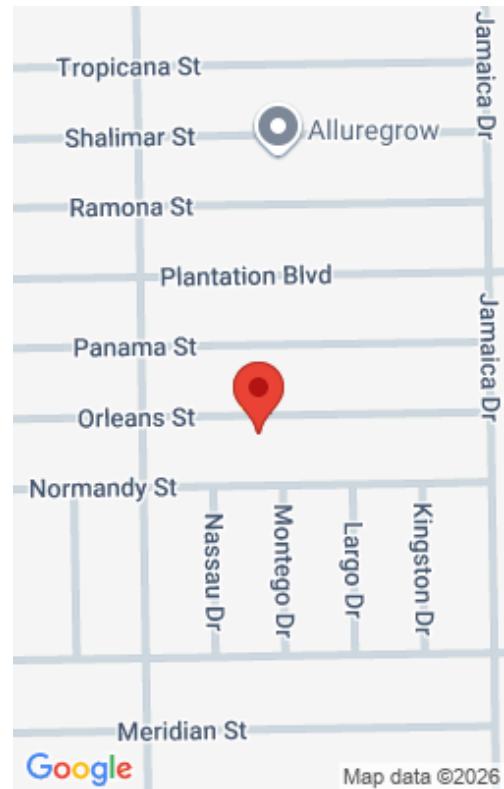 Tropicana St
Jamaica Dr
Shalimar St
Alluregrow
Ramona St
Plantation Blvd
Jamaica Dr
Panama St
Orleans St
Normandy St
Nassau Dr
Montego Dr
Largo Dr
Kingston Dr
Meridian St
Google
Map data ©2026